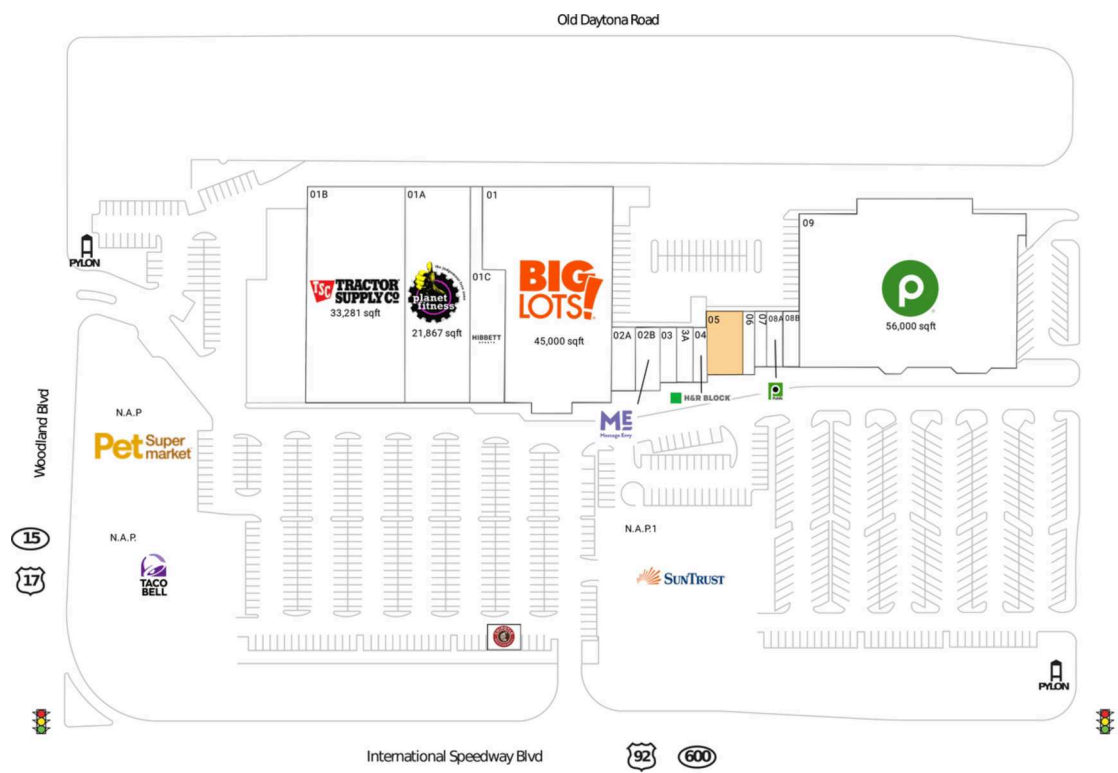 Old Daytona Road
01B
01A
01
09
PYLON
01C
TSC TRACTOR
SUPPLY Co
33,281 sqft
planet
fitness
21,867 sqft
HIBBETT
SPORTS
BIG
LOTS!
45,000 sqft
56,000 sqft
02A
02B
03
3A
04
05
06
07
08A
08B
H&R BLOCK
ME
Massage Envy
N.A.P
Pet Super
market
Woodland Blvd
N.A.P.
TACO
BELL
15
17
N.A.P.1
SUNTRUST
PYLON
International Speedway Blvd
92
600